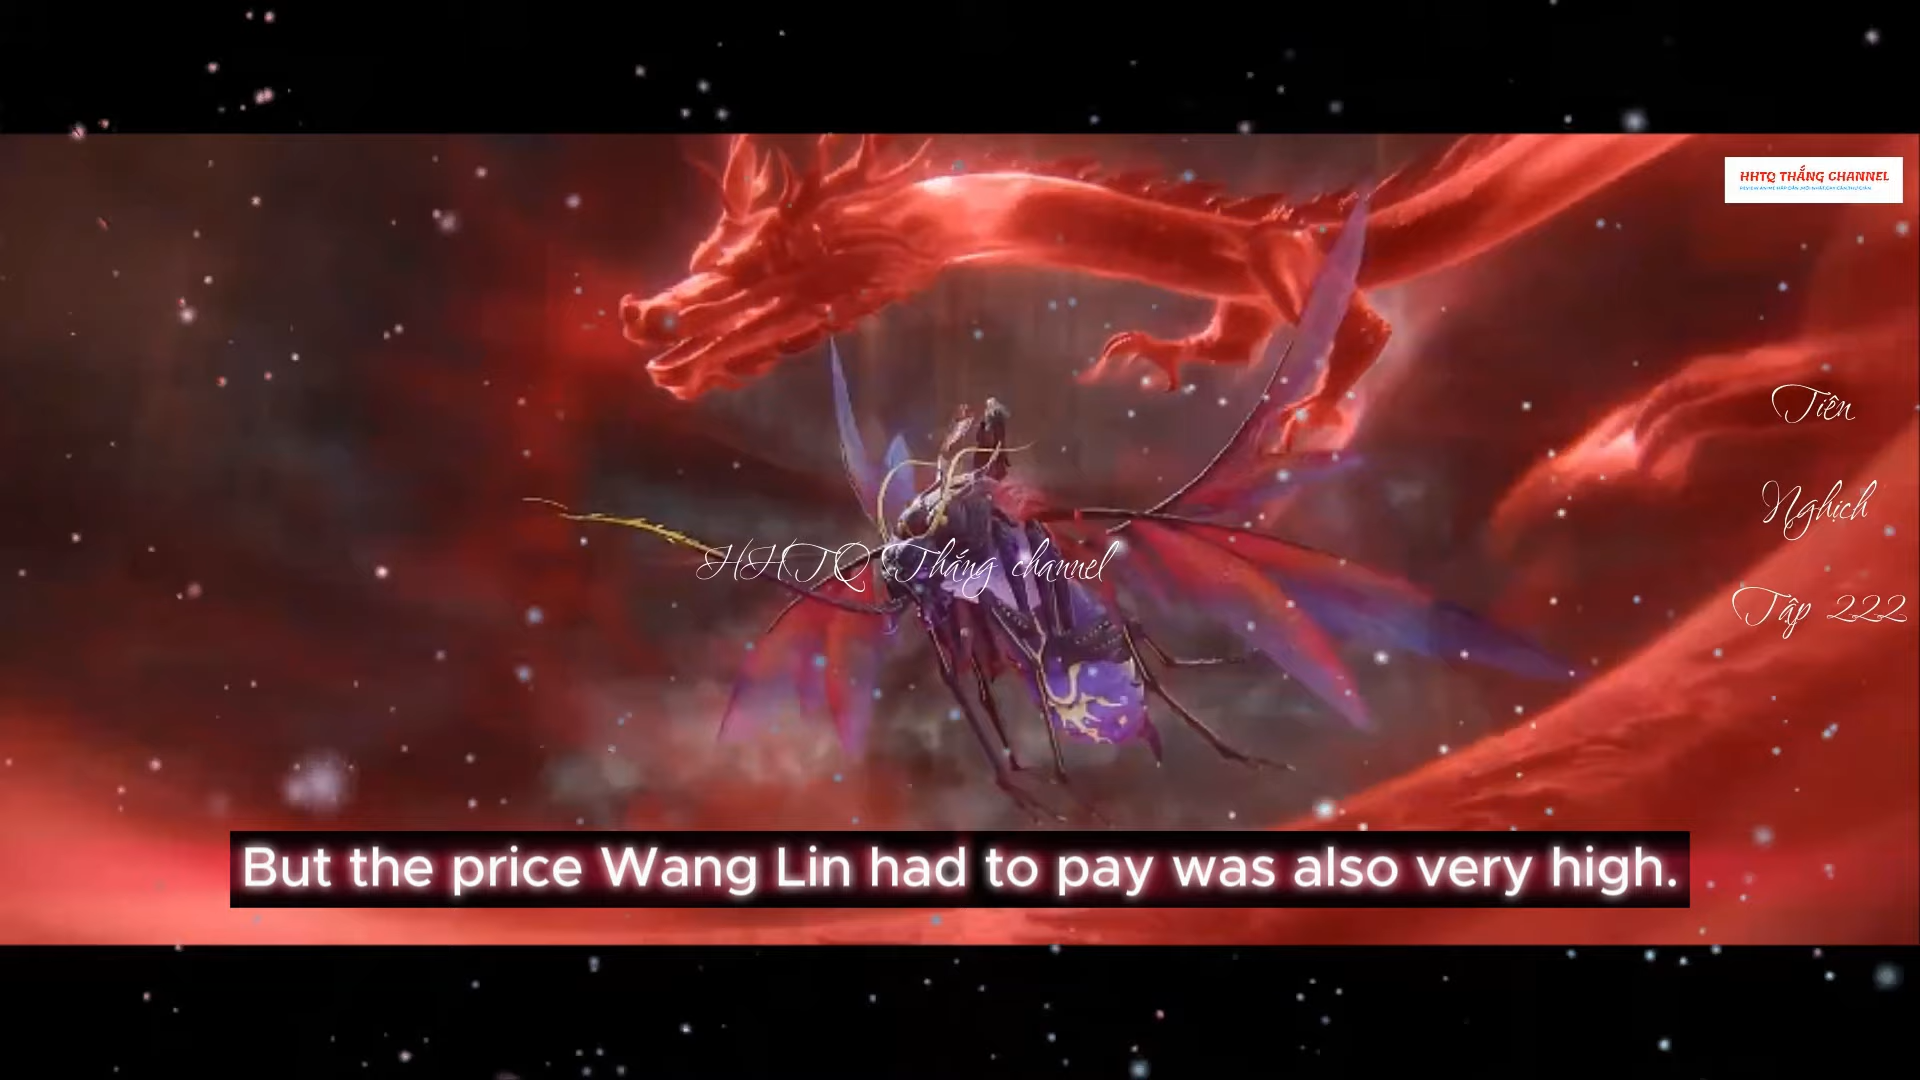 HHTQ THẮNG CHANNEL
Tiên
Nghịch
HHTQ Thắng channel
Tập 222
But the price Wang Lin had to pay was also very high.